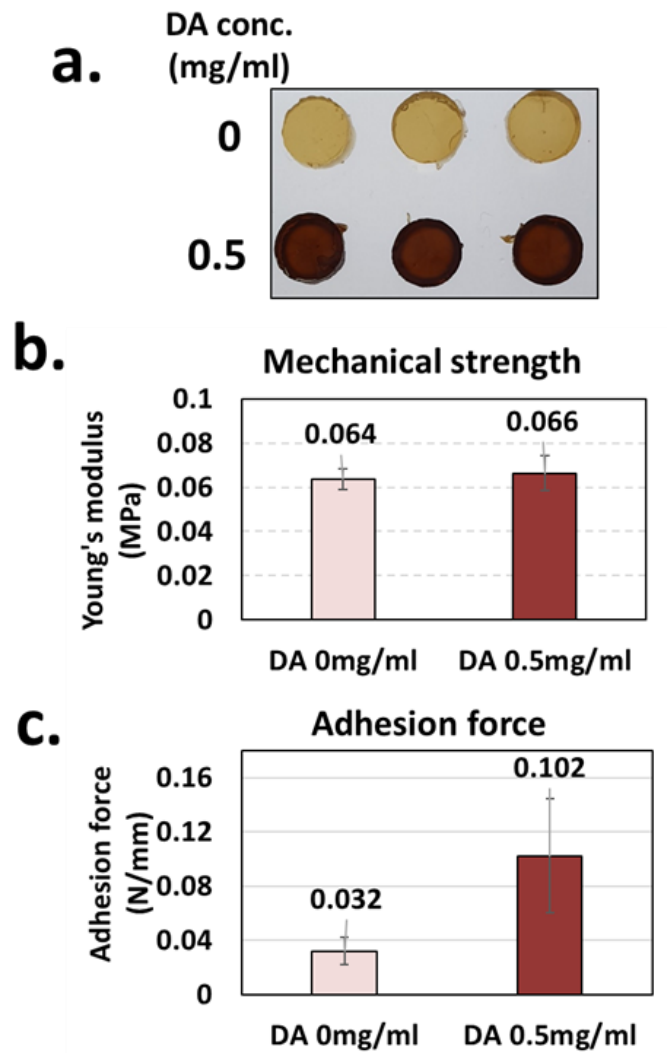 a.
DA conc.
(mg/ml)
0
0.5
b.
Mechanical strength
Young's modulus
(MPa)
0.1
0.08
0.06
0.04
0.02
0
0.064
0.066
DA 0mg/ml
DA 0.5mg/ml
c.
Adhesion force
Adhesion force
(N/mm)
0.16
0.12
0.08
0.04
0
0.032
0.102
DA 0mg/ml
DA 0.5mg/ml